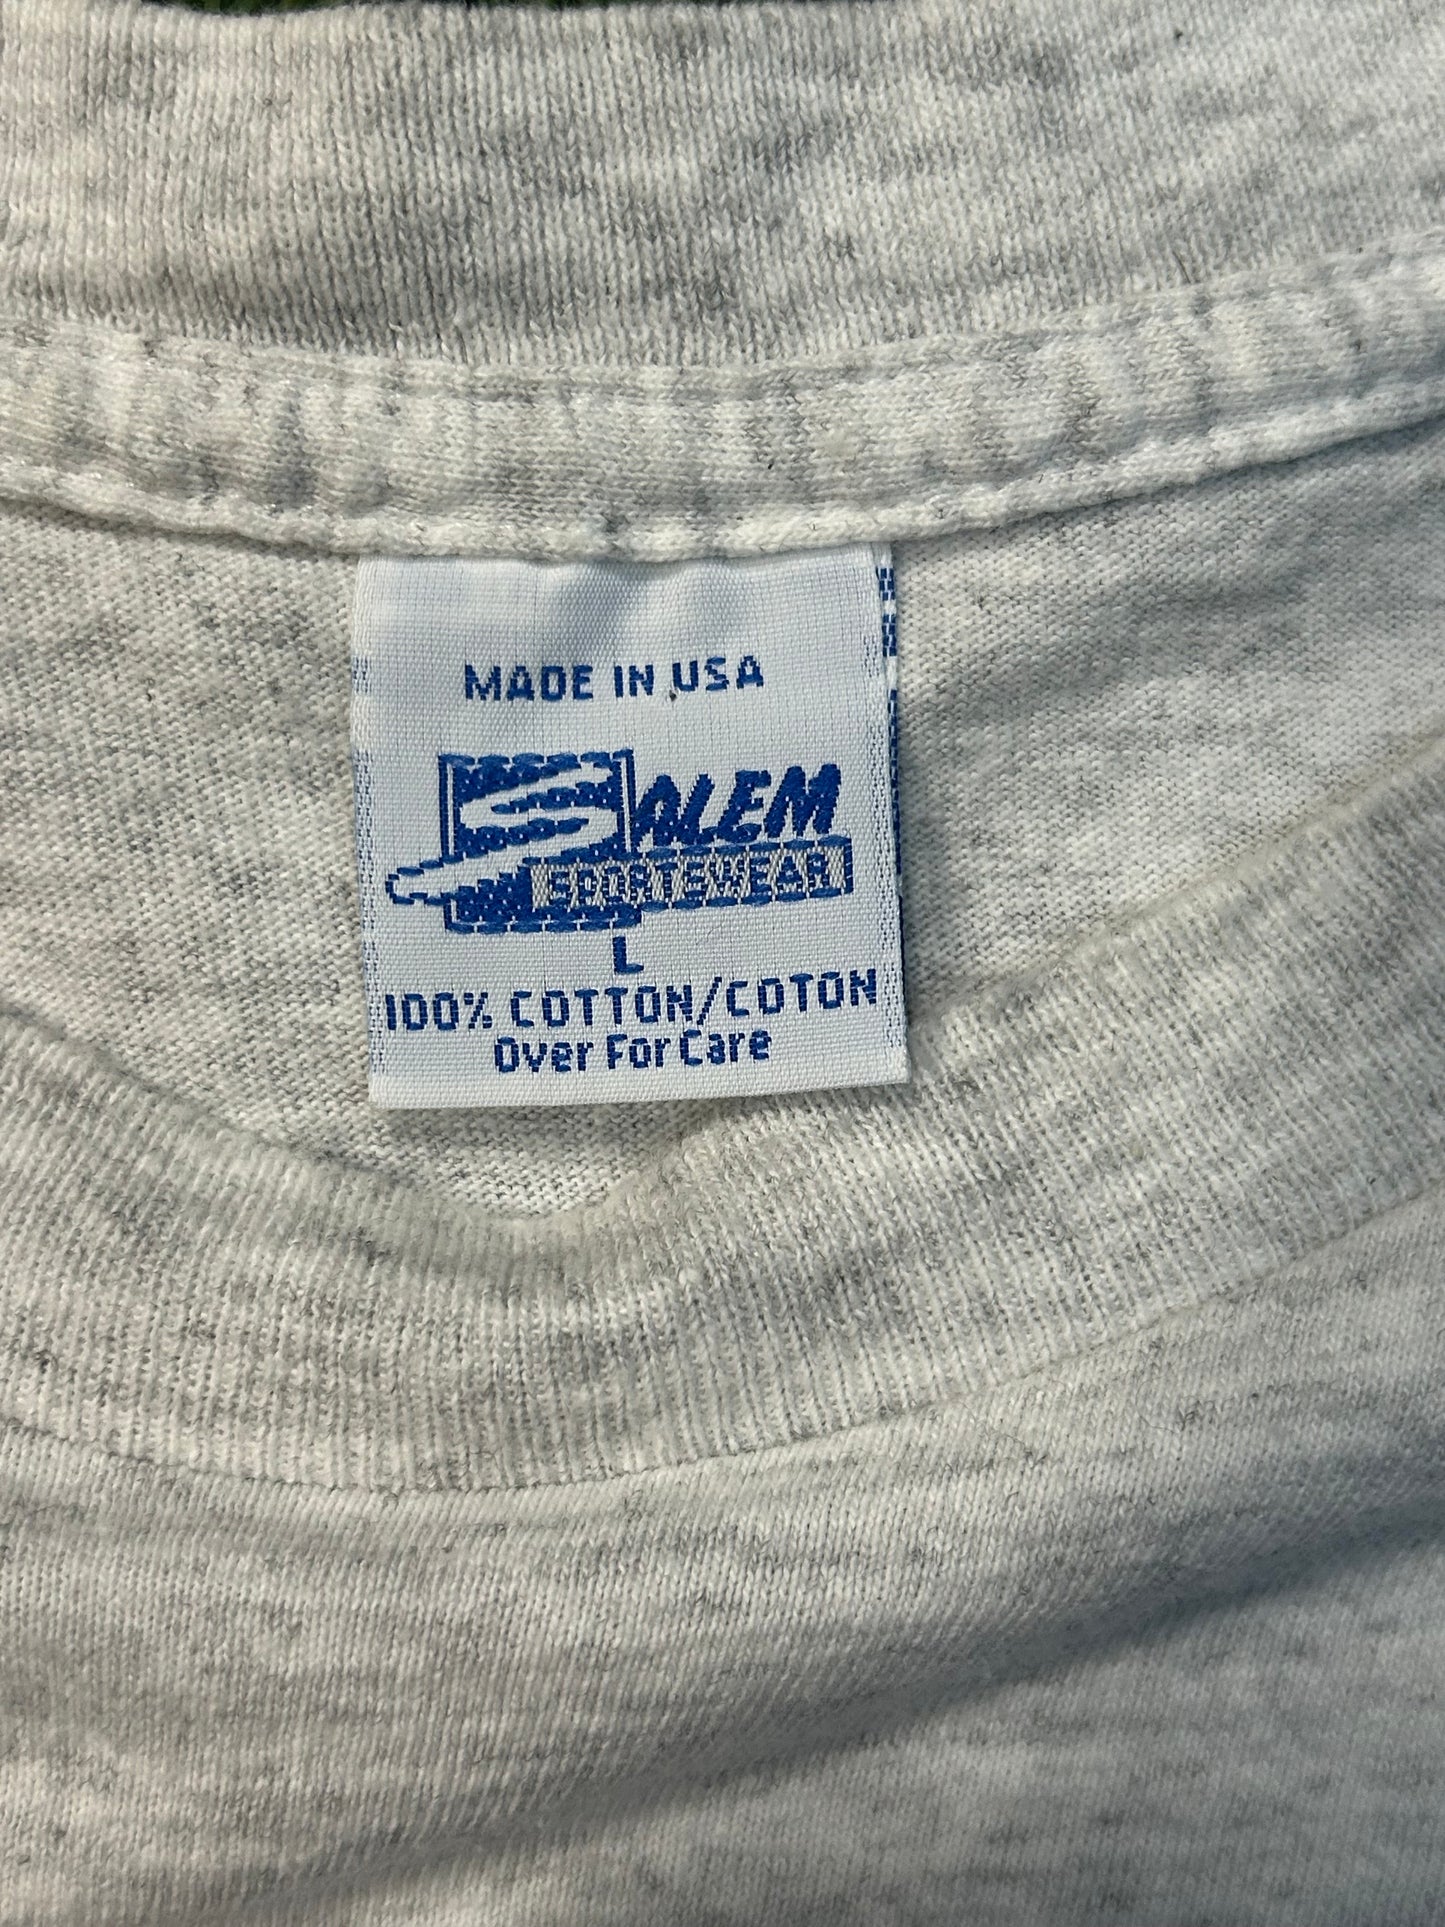 MADE IN USA
SALEM
SPORTSWEAR
L
100% COTTON/COTON
Over For Care